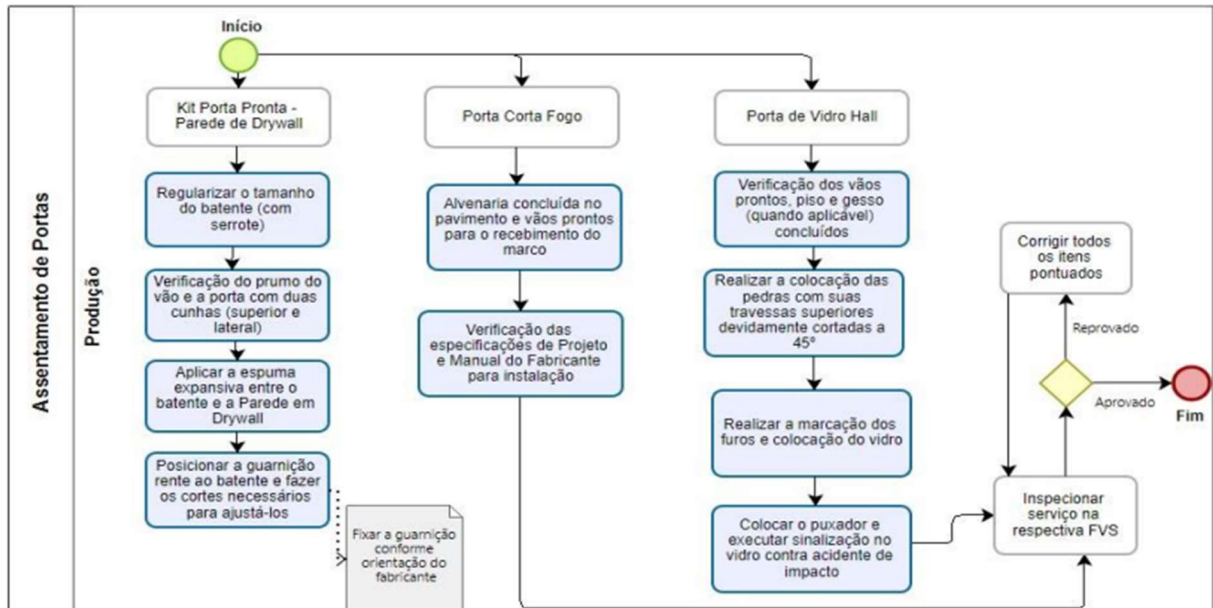 Assentamento de Portas
Produção
Início
Kit Porta Pronta -
Parede de Drywall
Regularizar o tamanho
do batente (com
serrote)
Verificação do prumo do
vão e a porta com duas
cunhas (superior e
lateral)
Aplicar a espuma
expansiva entre o
batente e a Parede em
Drywall
Posicionar a guarnição
rente ao batente e fazer
os cortes necessários
para ajustá-los
Fixar a guarnição
conforme
orientação do
fabricante
Porta Corta Fogo
Alvenaria concluída no
pavimento e vãos prontos
para o recebimento do
marco
Verificação das
especificações de Projeto
e Manual do Fabricante
para instalação
Porta de Vidro Hall
Verificação dos vãos
prontos, piso e gesso
(quando aplicável)
concluídos
Realizar a colocação das
pedras com suas
travessas superiores
devidamente cortadas a
45º
Realizar a marcação dos
furos e colocação do vidro
Colocar o puxador e
executar sinalização no
vidro contra acidente de
impacto
Corrigir todos
os itens
pontuados
Reprovado
Aprovado
Fim
Inspecionar
serviço na
respectiva FVS